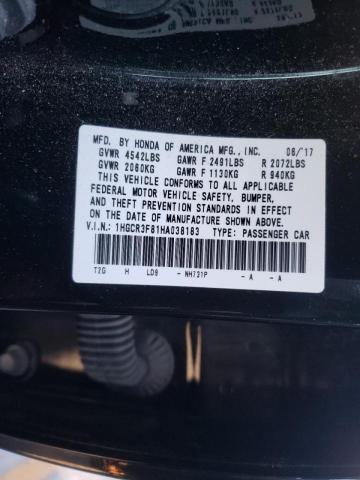 MFD. BY HONDA OF AMERICA MFG., INC. 06/17
GVWR 4542LBS GAWR F 2491LBS R 2072LBS
GVWR 2060KG GAWR F 1130KG R 940KG
THIS VEHICLE CONFORMS TO ALL APPLICABLE
FEDERAL MOTOR VEHICLE SAFETY, BUMPER,
AND THEFT PREVENTION STANDARDS IN EFFECT
ON THE DATE OF MANUFACTURE SHOWN ABOVE.
V.I.N.: 1HGCR3F81HA038183 TYPE: PASSENGER CAR
T2G H LD9 - NH731P - A - A